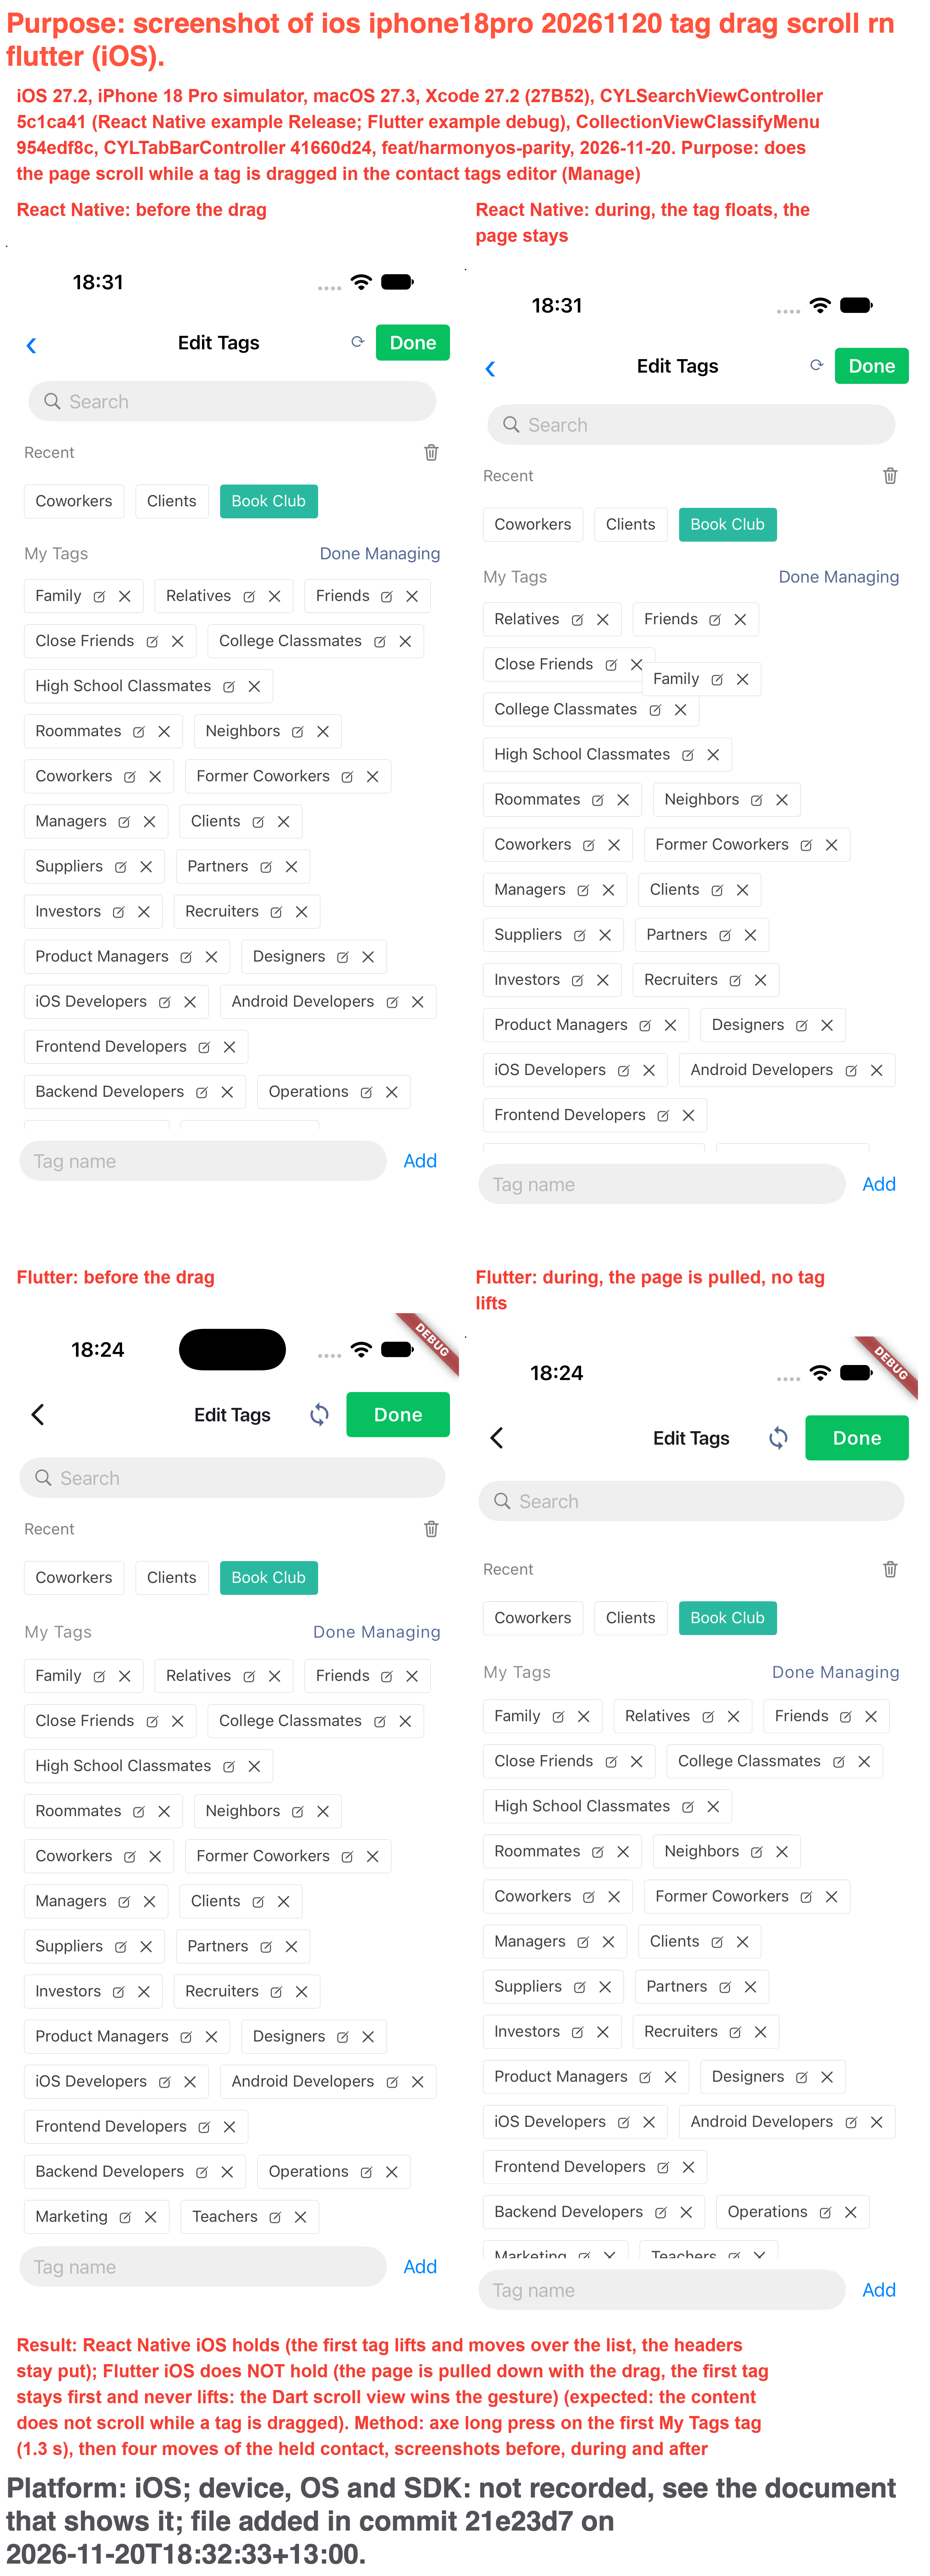 Purpose: screenshot of ios iphone18pro 20261120 tag drag scroll rn
flutter (iOS).
iOS 27.2, iPhone 18 Pro simulator, macOS 27.3, Xcode 27.2 (27B52), CYLSearchViewController
5c1ca41 (React Native example Release; Flutter example debug), CollectionViewClassifyMenu
954edf8c, CYLTabBarController 41660d24, feat/harmonyos-parity, 2026-11-20. Purpose: does
the page scroll while a tag is dragged in the contact tags editor (Manage)
React Native: before the drag
18:31
Edit Tags
Done
Search
Recent
Coworkers Clients Book Club
My Tags Done Managing
Family Relatives Friends
Close Friends College Classmates
High School Classmates
Roommates Neighbors
Coworkers Former Coworkers
Managers Clients
Suppliers Partners
Investors Recruiters
Product Managers Designers
iOS Developers Android Developers
Frontend Developers
Backend Developers Operations
Tag name Add
React Native: during, the tag floats, the
page stays
18:31
Edit Tags
Done
Search
Recent
Coworkers Clients Book Club
My Tags Done Managing
Relatives Friends
Close Friends
Family
College Classmates
High School Classmates
Roommates Neighbors
Coworkers Former Coworkers
Managers Clients
Suppliers Partners
Investors Recruiters
Product Managers Designers
iOS Developers Android Developers
Frontend Developers
Tag name Add
Flutter: before the drag
18:24
DEBUG
Edit Tags
Done
Search
Recent
Coworkers Clients Book Club
My Tags Done Managing
Family Relatives Friends
Close Friends College Classmates
High School Classmates
Roommates Neighbors
Coworkers Former Coworkers
Managers Clients
Suppliers Partners
Investors Recruiters
Product Managers Designers
iOS Developers Android Developers
Frontend Developers
Backend Developers Operations
Marketing Teachers
Tag name Add
Flutter: during, the page is pulled, no tag
lifts
18:24
DEBUG
Edit Tags
Done
Search
Recent
Coworkers Clients Book Club
My Tags Done Managing
Family Relatives Friends
Close Friends College Classmates
High School Classmates
Roommates Neighbors
Coworkers Former Coworkers
Managers Clients
Suppliers Partners
Investors Recruiters
Product Managers Designers
iOS Developers Android Developers
Frontend Developers
Backend Developers Operations
Marketing Teachers
Tag name Add
Result: React Native iOS holds (the first tag lifts and moves over the list, the headers
stay put); Flutter iOS does NOT hold (the page is pulled down with the drag, the first tag
stays first and never lifts: the Dart scroll view wins the gesture) (expected: the content
does not scroll while a tag is dragged). Method: axe long press on the first My Tags tag
(1.3 s), then four moves of the held contact, screenshots before, during and after
Platform: iOS; device, OS and SDK: not recorded, see the document
that shows it; file added in commit 21e23d7 on
2026-11-20T18:32:33+13:00.